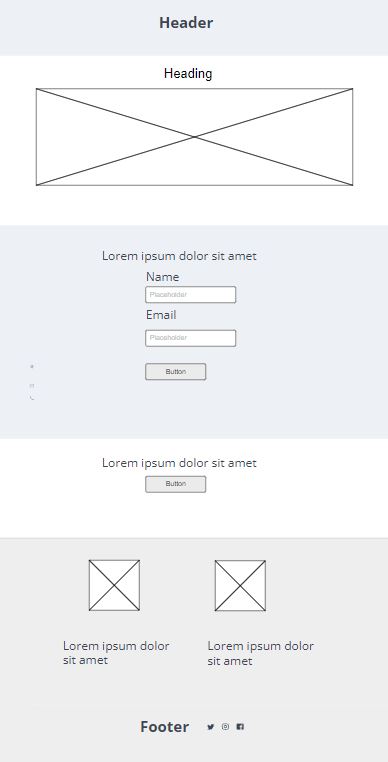 Header
Heading
Lorem ipsum dolor sit amet
Name
Placeholder
Email
Placeholder
Button
Lorem ipsum dolor sit amet
Button
Lorem ipsum dolor
sit amet
Lorem ipsum dolor
sit amet
Footer